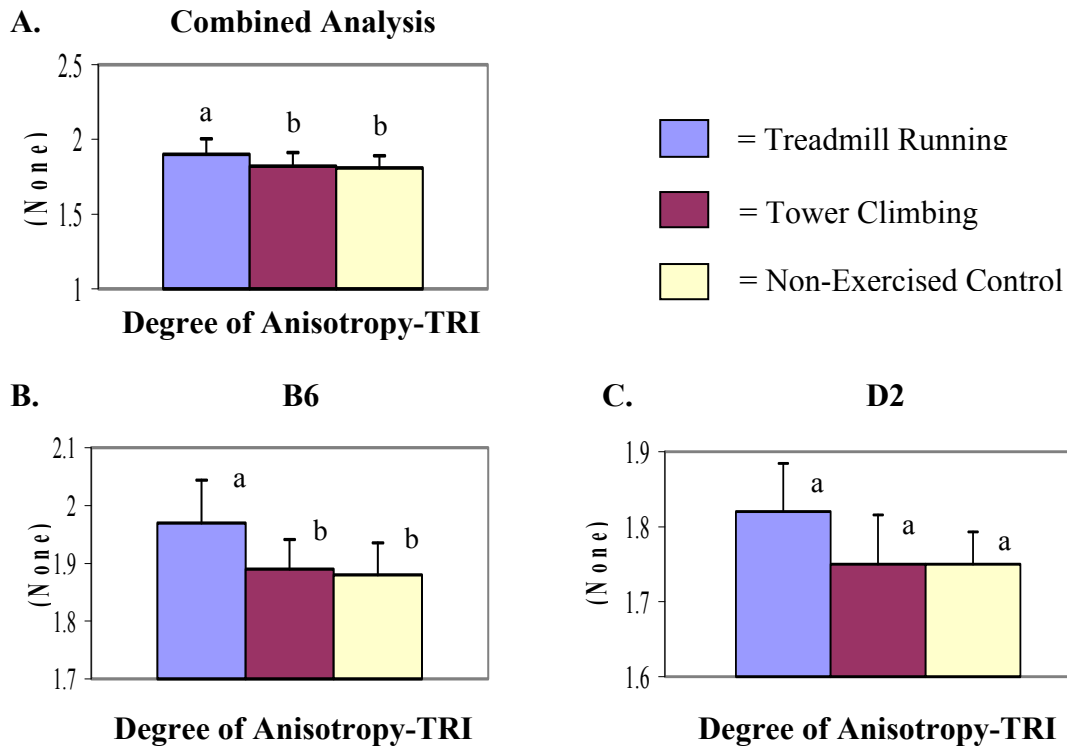 A. Combined Analysis
2.5
2
1.5
1
(None)
a
b
b
Degree of Anisotropy-TRI
= Treadmill Running
= Tower Climbing
= Non-Exercised Control
B. B6
2.1
2
1.9
1.8
1.7
(None)
a
b
b
Degree of Anisotropy-TRI
C. D2
1.9
1.8
1.7
1.6
(None)
a
a
a
Degree of Anisotropy-TRI